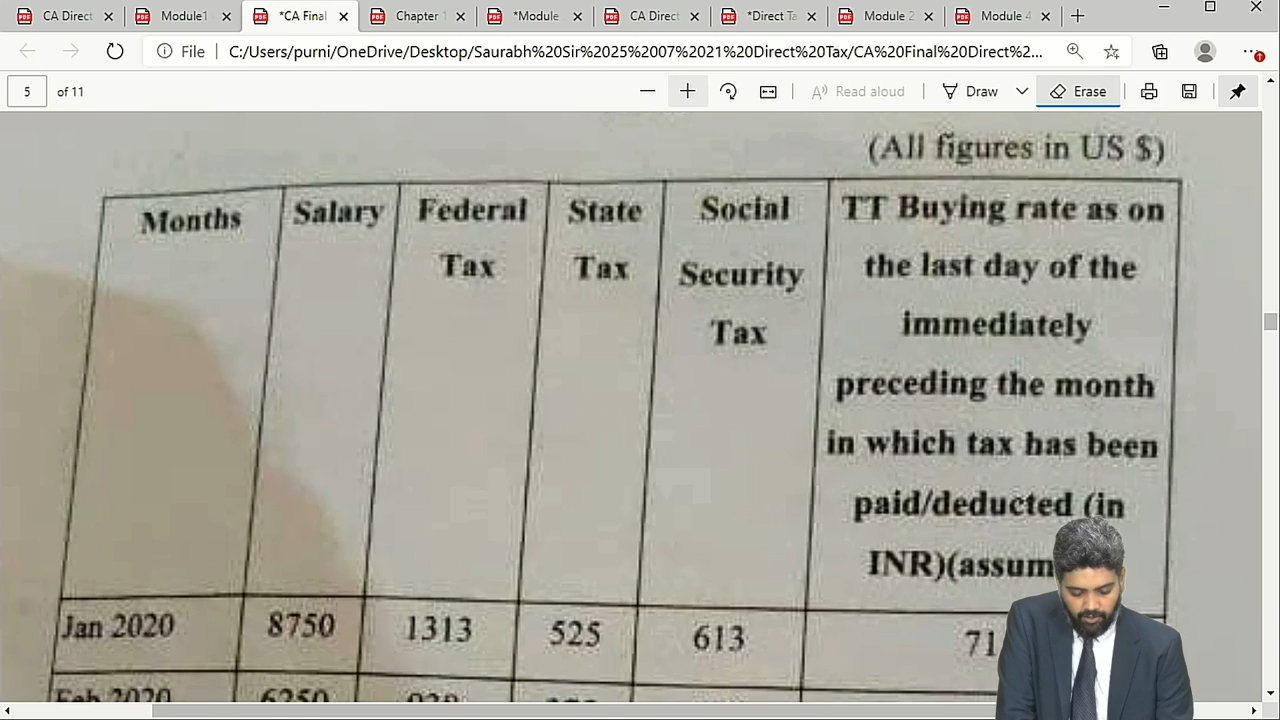 CA Direct
Module1
*CA Final
Chapter 1
*Module
CA Direct
*Direct Ta
Module 2
Module 4
File
C:/Users/purni/OneDrive/Desktop/Saurabh%20Sir%2025%2007%2021%20Direct%20Tax/CA%20Final%20Direct%2...
5 of 11
Read aloud
Draw
Erase
(All figures in US $)
Months Salary Federal State Social TT Buying rate as on
Tax Tax Security the last day of the
Tax immediately
preceding the month
in which tax has been
paid/deducted (in
INR)(assum
Jan 2020 8750 1313 525 613 71
Feb 2020 6250